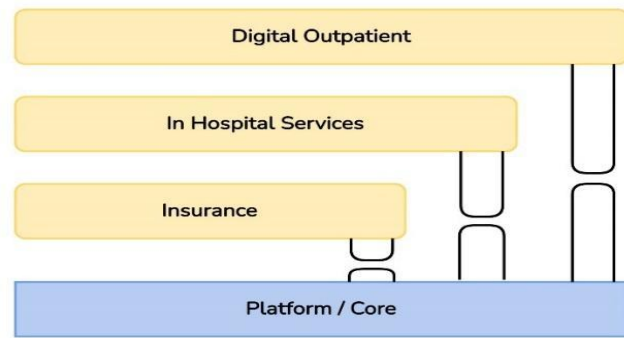 Digital Outpatient
In Hospital Services
Insurance
Platform / Core